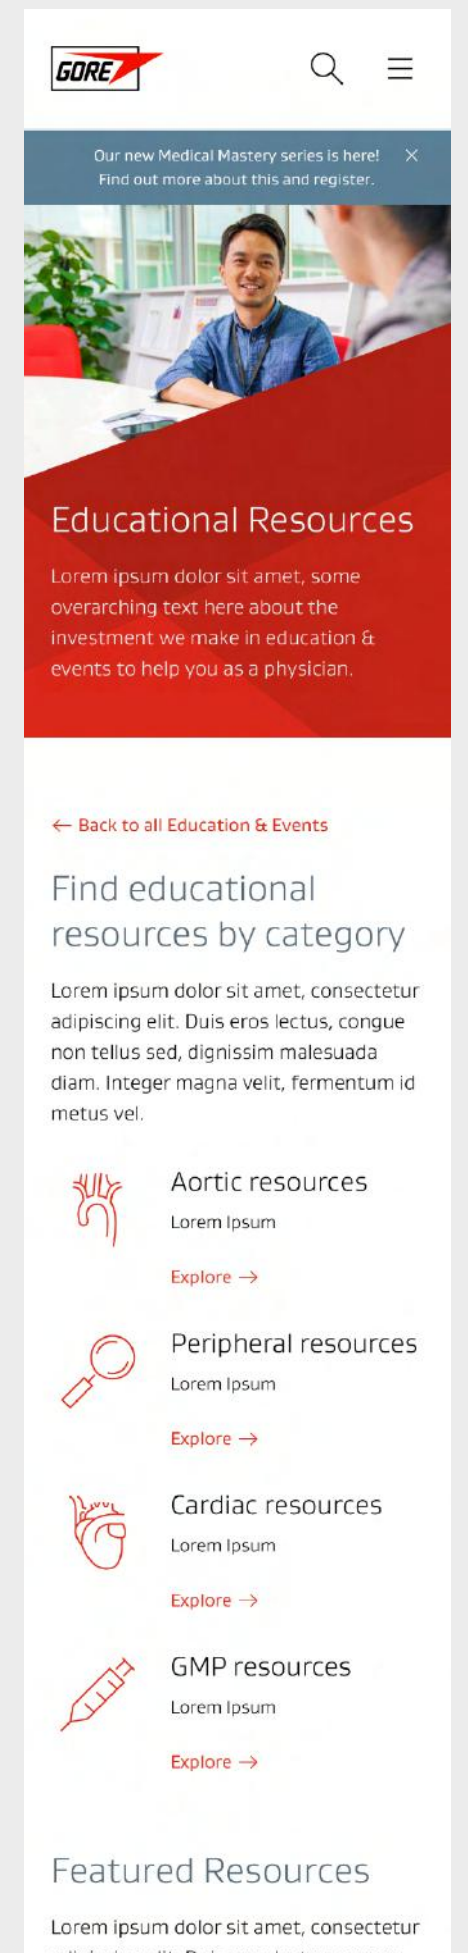 GORE
Our new Medical Mastery series is here!
Find out more about this and register.
Educational Resources
Lorem ipsum dolor sit amet, some
overarching text here about the
investment we make in education &
events to help you as a physician.
← Back to all Education & Events
Find educational
resources by category
Lorem ipsum dolor sit amet, consectetur
adipiscing elit. Duis eros lectus, congue
non tellus sed, dignissim malesuada
diam. Integer magna velit, fermentum id
metus vel.
Aortic resources
Lorem Ipsum
Explore →
Peripheral resources
Lorem Ipsum
Explore →
Cardiac resources
Lorem Ipsum
Explore →
GMP resources
Lorem Ipsum
Explore →
Featured Resources
Lorem ipsum dolor sit amet, consectetur